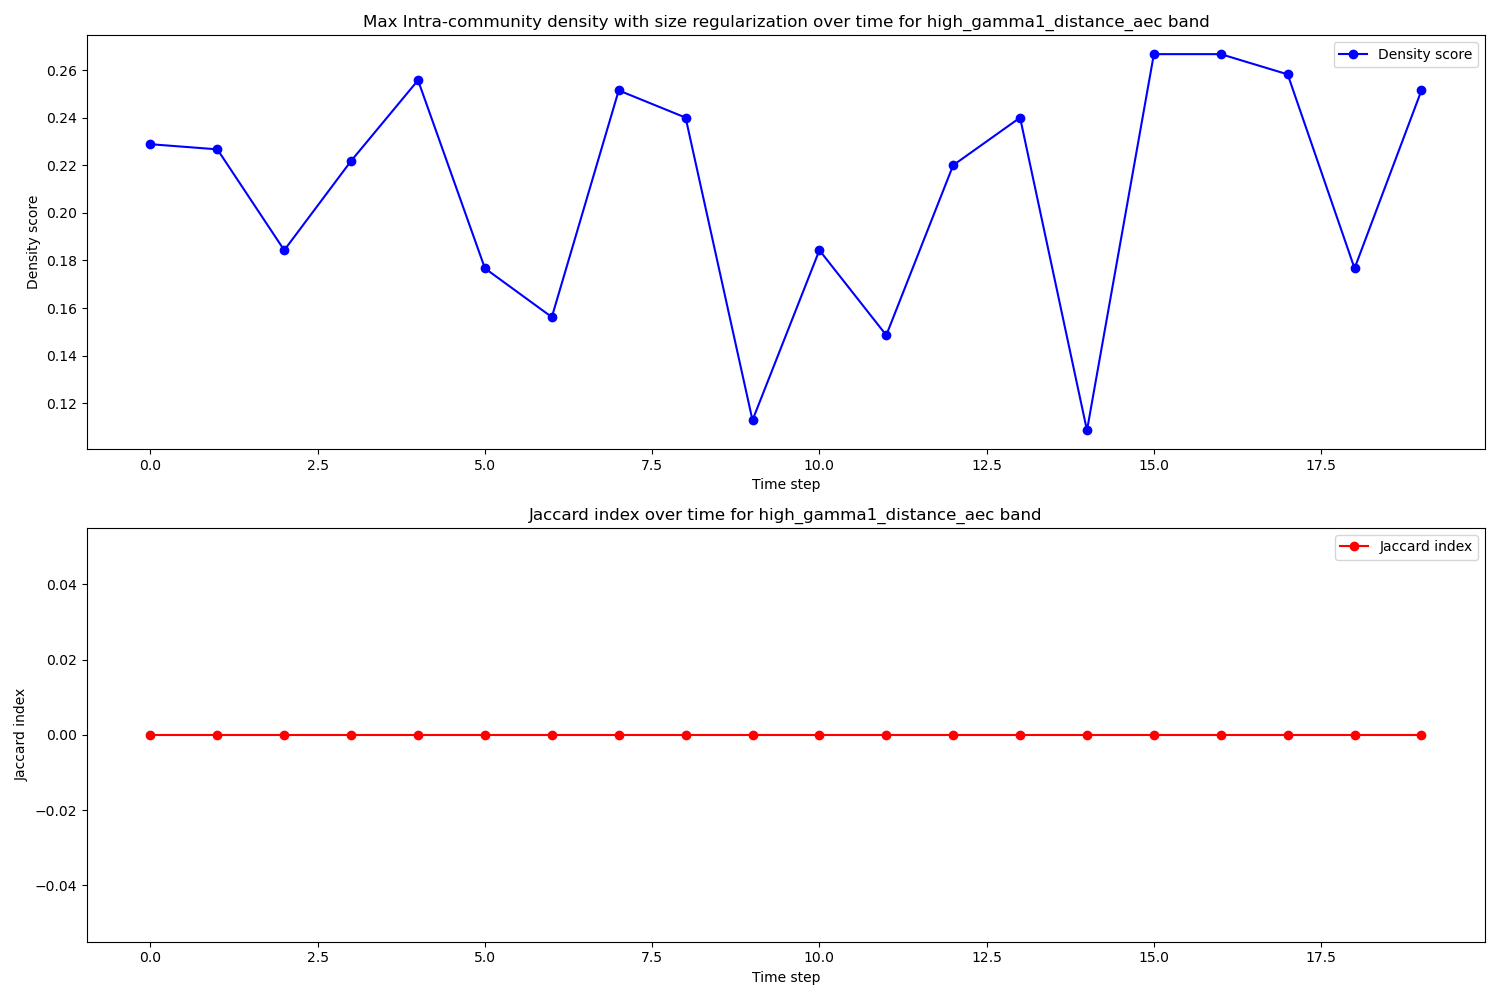 Max Intra-community density with size regularization over time for high_gamma1_distance_aec band
Density score
0.26
0.24
0.22
0.20
0.18
0.16
0.14
0.12
Density score
0.0 2.5 5.0 7.5 10.0 12.5 15.0 17.5
Time step
Jaccard index over time for high_gamma1_distance_aec band
Jaccard index
0.04
0.02
0.00
−0.02
−0.04
Jaccard index
0.0 2.5 5.0 7.5 10.0 12.5 15.0 17.5
Time step